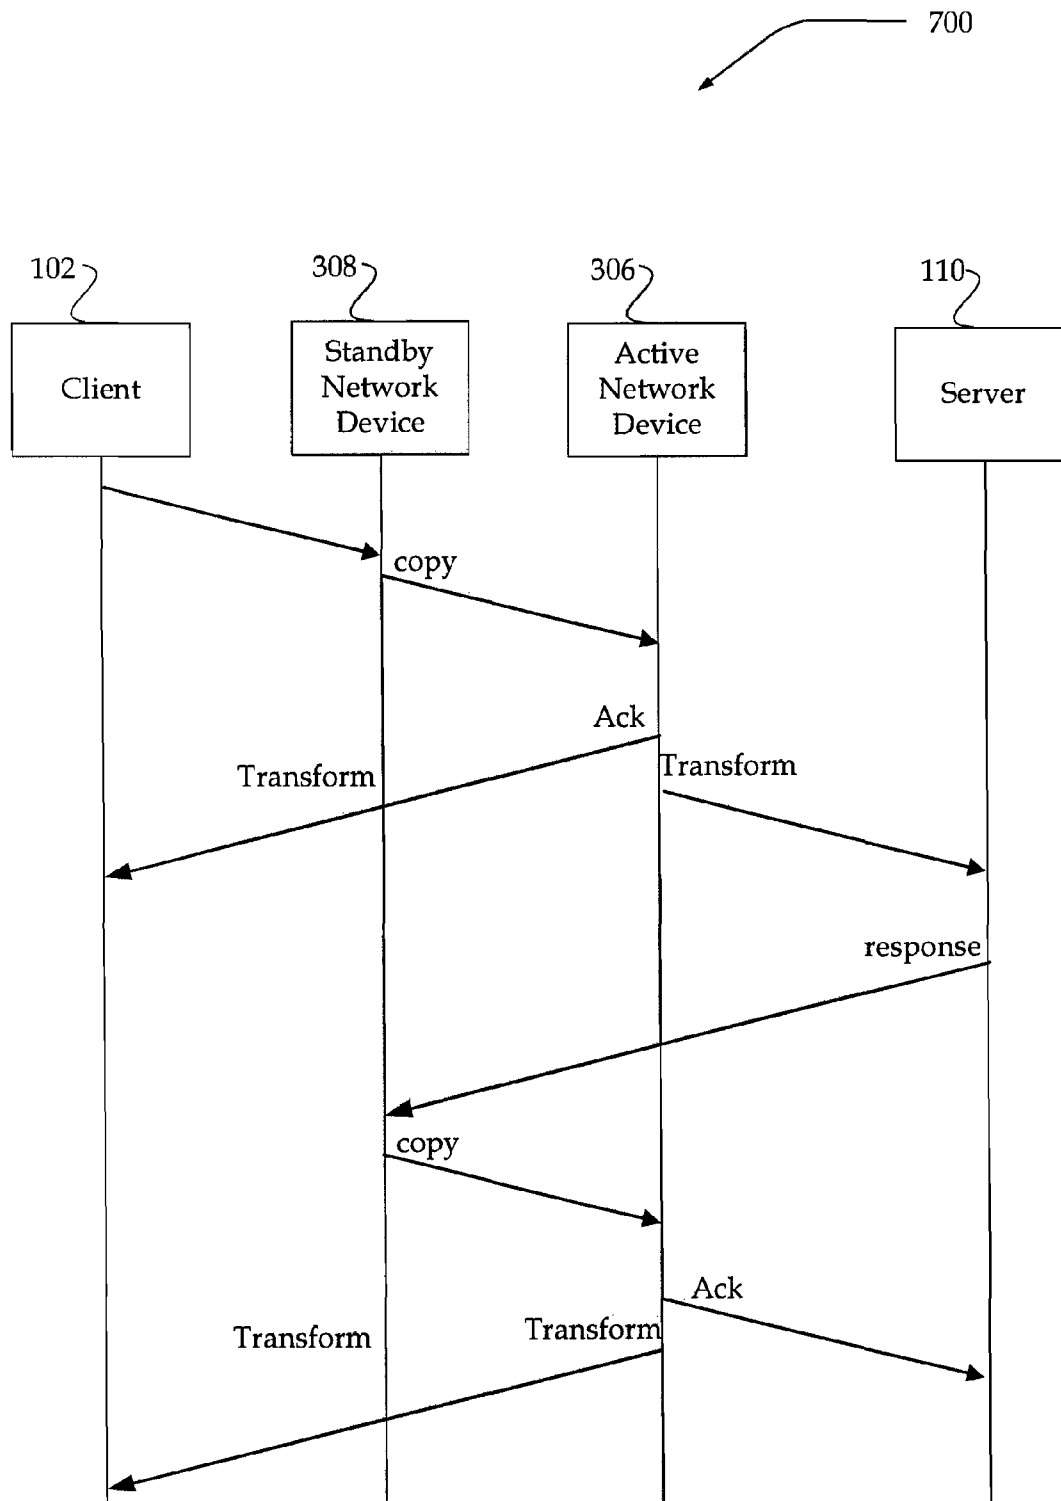 700
102
308
306
110
Client
Standby
Network
Device
Active
Network
Device
Server
copy
Ack
Transform
Transform
response
copy
Ack
Transform
Transform